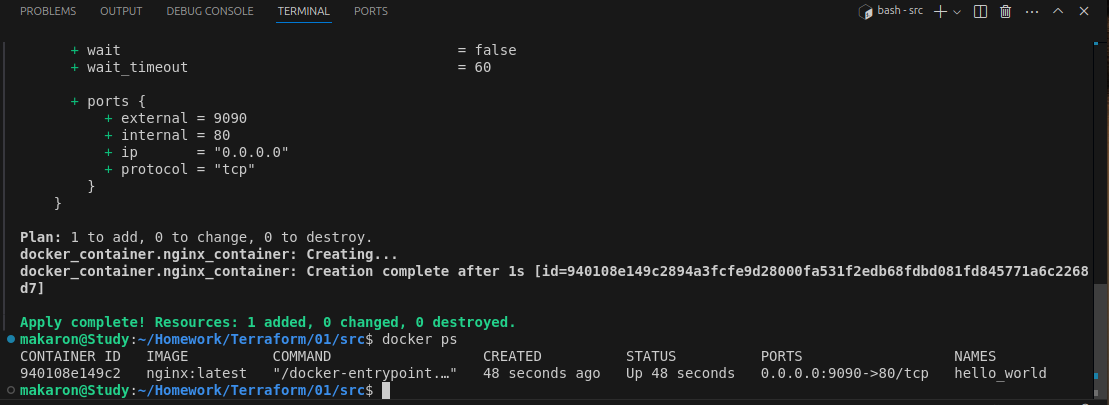 PROBLEMS OUTPUT DEBUG CONSOLE TERMINAL PORTS bash - src
+ wait = false
+ wait_timeout = 60
+ ports {
+ external = 9090
+ internal = 80
+ ip = "0.0.0.0"
+ protocol = "tcp"
}
}
Plan: 1 to add, 0 to change, 0 to destroy.
docker_container.nginx_container: Creating...
docker_container.nginx_container: Creation complete after 1s [id=940108e149c2894a3fcfe9d28000fa531f2edb68fdbd081fd845771a6c2268
d7]
Apply complete! Resources: 1 added, 0 changed, 0 destroyed.
makaron@Study:~/Homework/Terraform/01/src$ docker ps
CONTAINER ID IMAGE COMMAND CREATED STATUS PORTS NAMES
940108e149c2 nginx:latest "/docker-entrypoint.…" 48 seconds ago Up 48 seconds 0.0.0.0:9090->80/tcp hello_world
makaron@Study:~/Homework/Terraform/01/src$